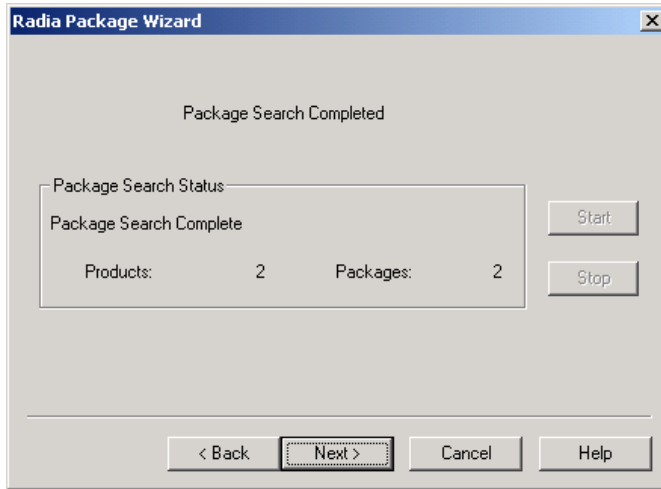 Radia Package Wizard
Package Search Completed
Package Search Status
Package Search Complete
Products: 2 Packages: 2
Start
Stop
< Back Next > Cancel Help